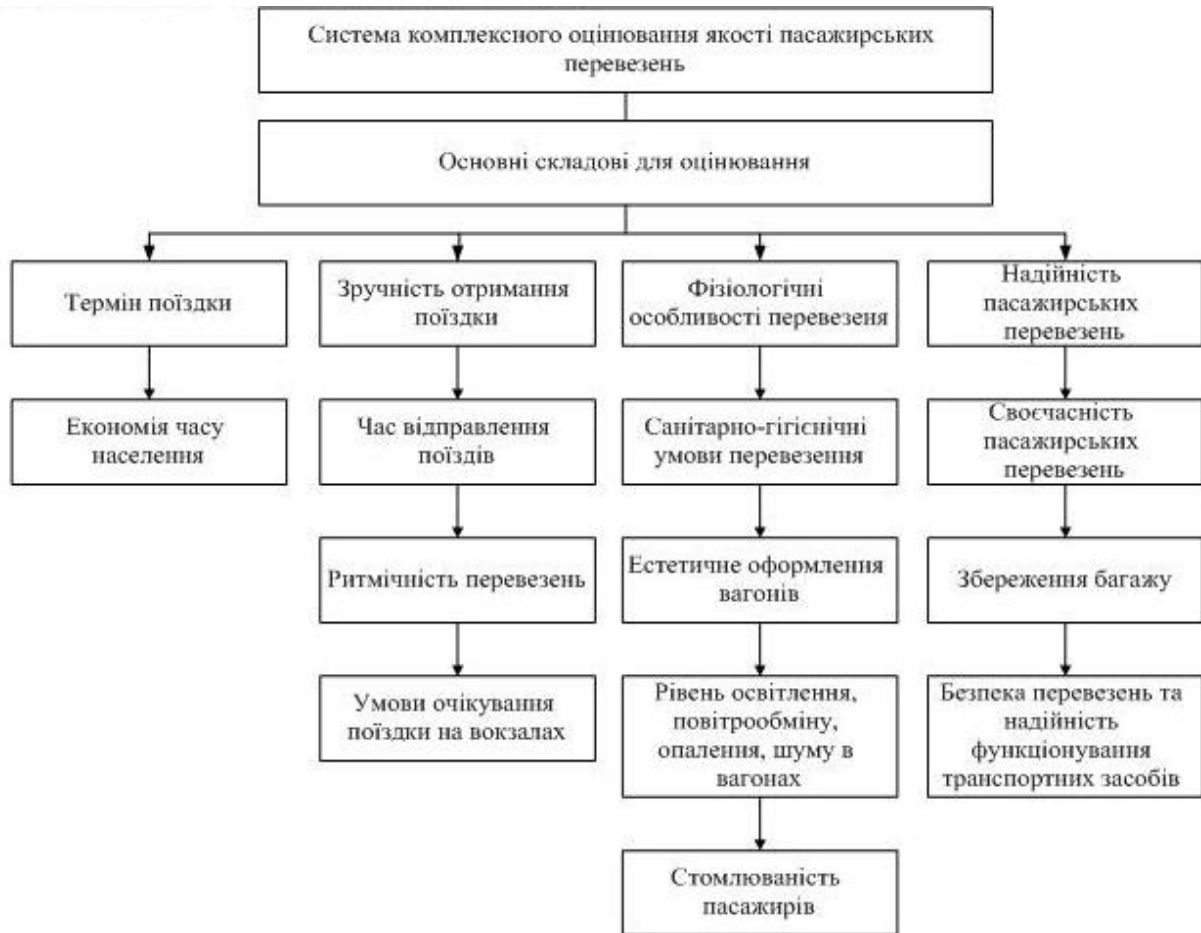 Система комплексного оцінювання якості пасажирських
перевезень
Основні складові для оцінювання
Термін поїздки
Зручність отримання
поїздки
Фізіологічні
особливості перевезеня
Надійність
пасажирських
перевезень
Економія часу
населення
Час відправлення
поїздів
Санітарно-гігієнічні
умови перевезення
Своєчасність
пасажирських
перевезень
Ритмічність перевезень
Естетичне оформлення
вагонів
Збереження багажу
Умови очікування
поїздки на вокзалах
Рівень освітлення,
повітрообміну,
опалення, шуму в
вагонах
Безпека перевезень та
надійність
функціонування
транспортних засобів
Стомлюваність
пасажирів